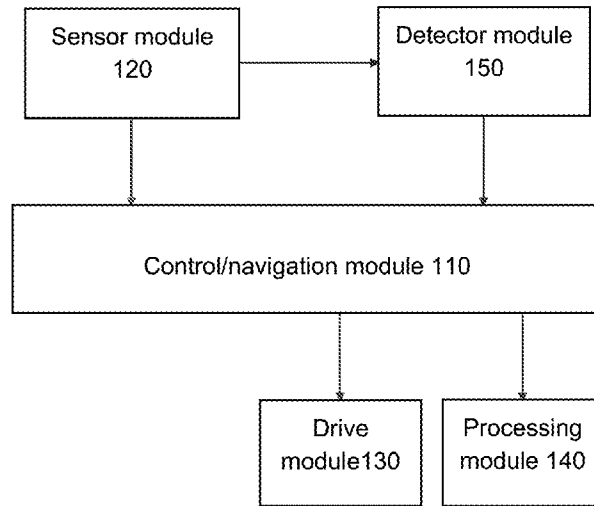 Sensor module
120
Detector module
150
Control/navigation module 110
Drive
module130
Processing
module 140